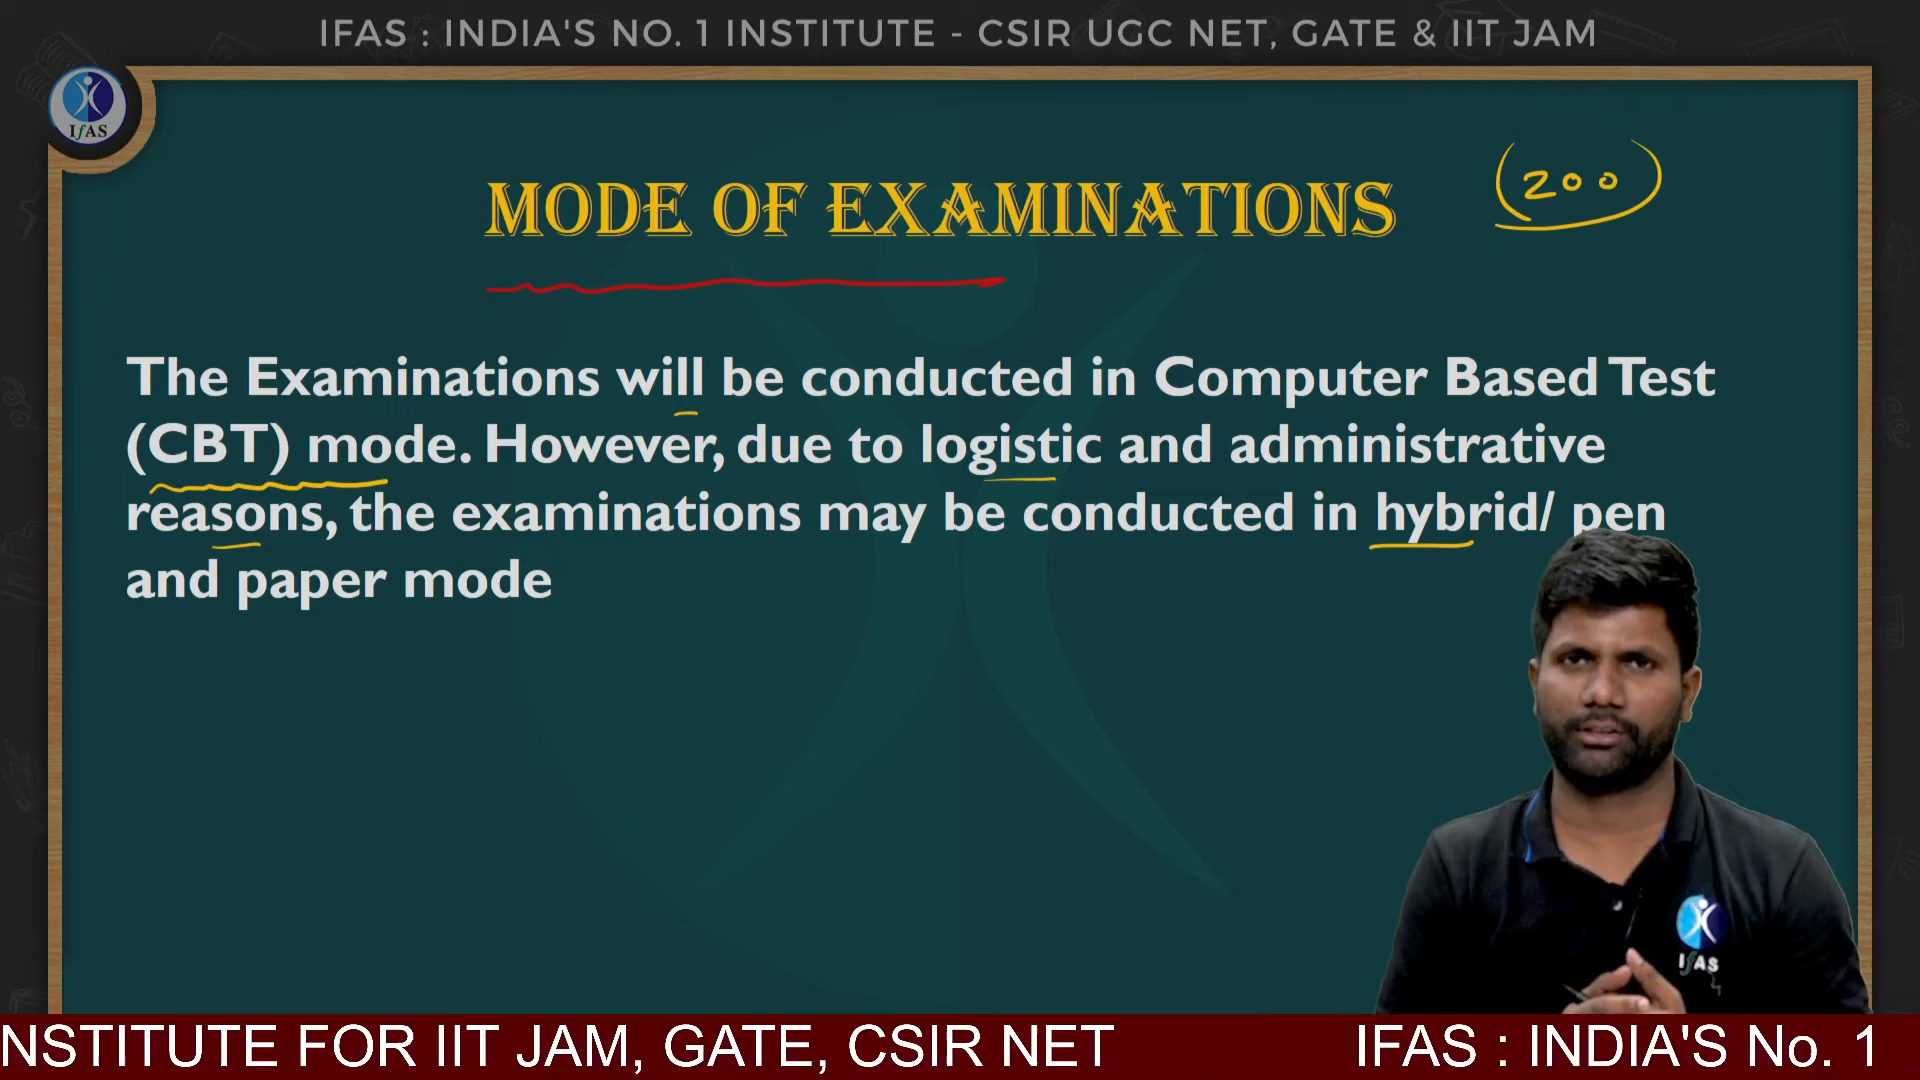 IFAS : INDIA'S NO. 1 INSTITUTE - CSIR UGC NET, GATE & IIT JAM
IfAS
MODE OF EXAMINATIONS
(200)
The Examinations will be conducted in Computer Based Test
(CBT) mode. However, due to logistic and administrative
reasons, the examinations may be conducted in hybrid/ pen
and paper mode
IfAS
NSTITUTE FOR IIT JAM, GATE, CSIR NET IFAS : INDIA'S No. 1